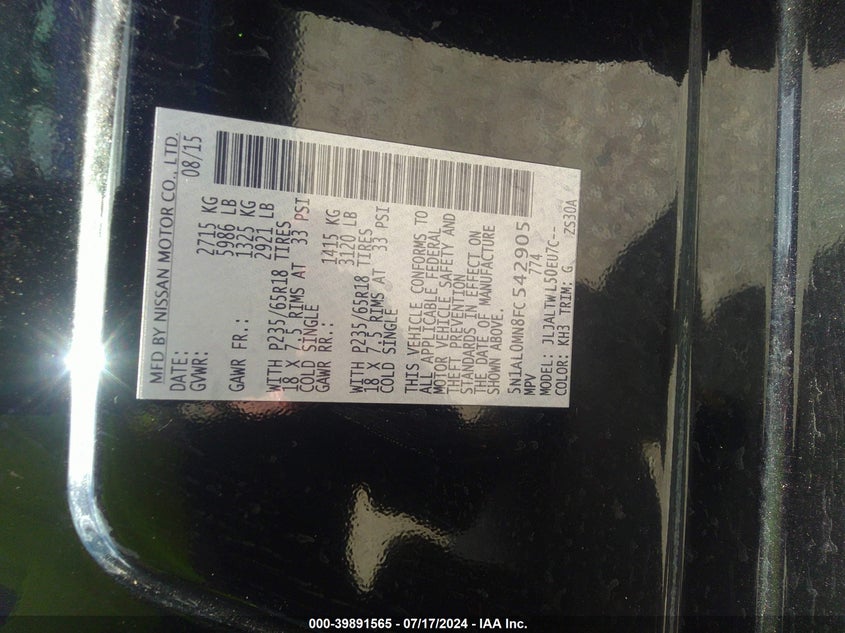 MFD BY NISSAN MOTOR CO., LTD.
DATE: 08/15
GVWR: 2715 KG
5986 LB
GAWR FR.: 1325 KG
2921 LB
WITH P235/65R18 TIRES
18 X 7.5 RIMS AT 33 PSI
COLD SINGLE
GAWR RR.: 1415 KG
3120 LB
WITH P235/65R18 TIRES
18 X 7.5 RIMS AT 33 PSI
COLD SINGLE
THIS VEHICLE CONFORMS TO
ALL APPLICABLE FEDERAL
MOTOR VEHICLE SAFETY AND
THEFT PREVENTION
STANDARDS IN EFFECT ON
THE DATE OF MANUFACTURE
SHOWN ABOVE.
5N1AL0MN8FC542905
MPV 774
MODEL: JLJALTWL50EU7C--
COLOR: KH3 TRIM: G ZS30A
000-39891565 - 07/17/2024 - IAA Inc.